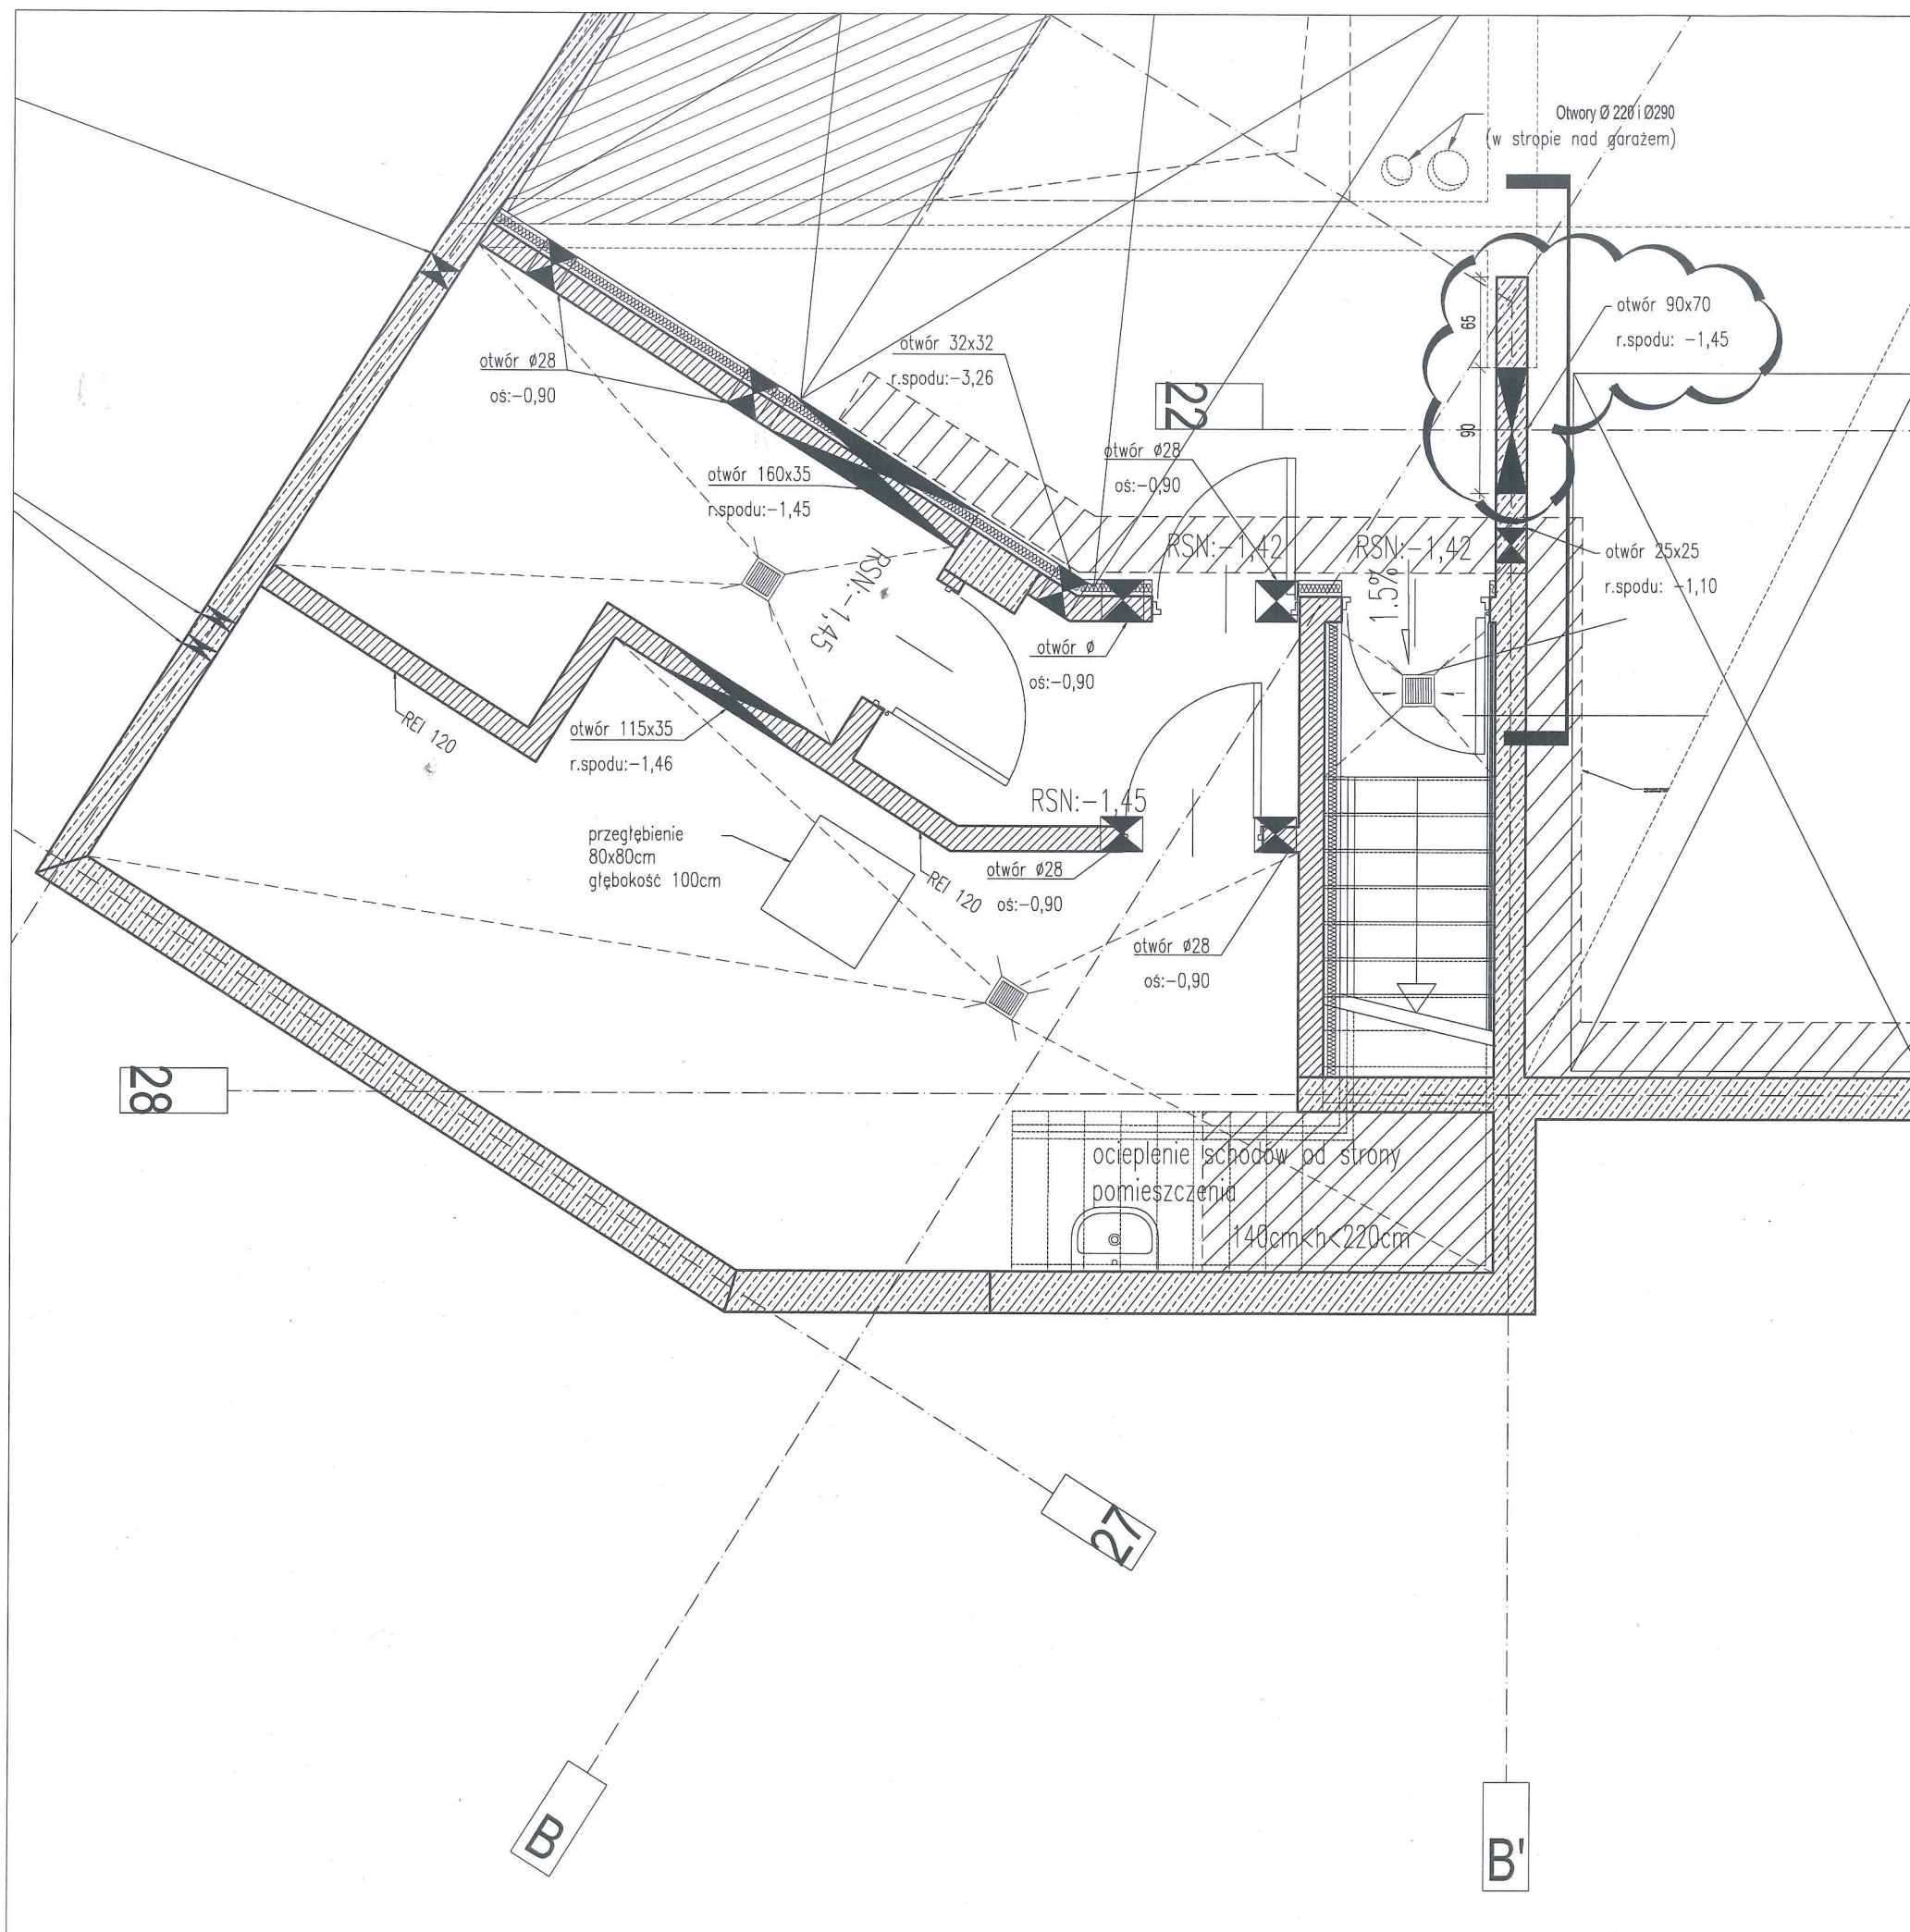 Otwory Ø 220 i Ø290
(w stropie nad garażem)
otwór 90x70
r.spodu: -1,45
65
90
otwór 32x32
r.spodu:-3,26
otwór ø28
oś:-0,90
22
otwór ø28
oś:-0,90
otwór 160x35
r.spodu:-1,45
RSN:-1,42
RSN:-1,42
1.5%
otwór 25x25
r.spodu: -1,10
RSN:-1,45
otwór ø
oś:-0,90
REI 120
otwór 115x35
r.spodu:-1,46
RSN:-1,45
przegłębienie
80x80cm
głębokość 100cm
otwór ø28
oś:-0,90
REI 120
otwór ø28
oś:-0,90
28
ocieplenie schodów od strony
pomieszczenia
140cm<h<220cm
27
B
B'